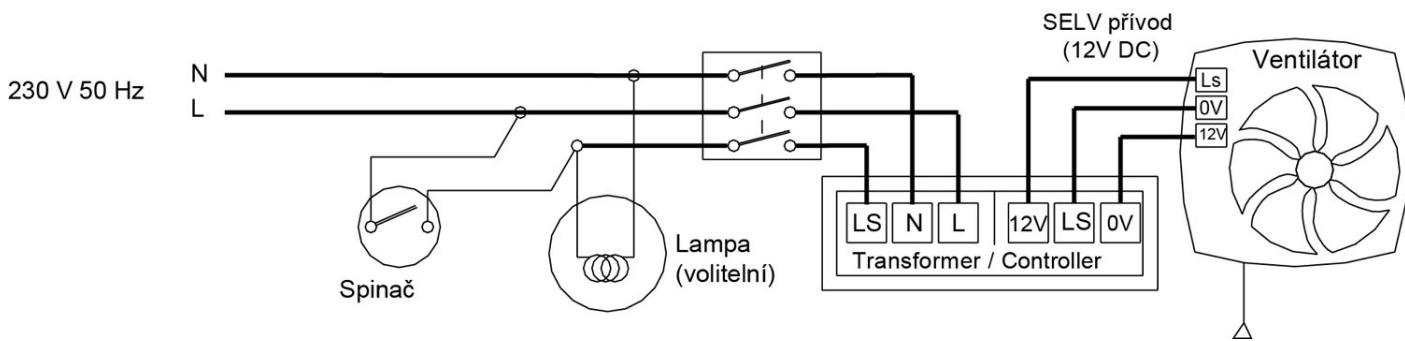 230 V 50 Hz
N
L
Spinač
Lampa
(volitelní)
LS N L 12V LS 0V
Transformer / Controller
SELV přívod
(12V DC)
Ventilátor
Ls
0V
12V